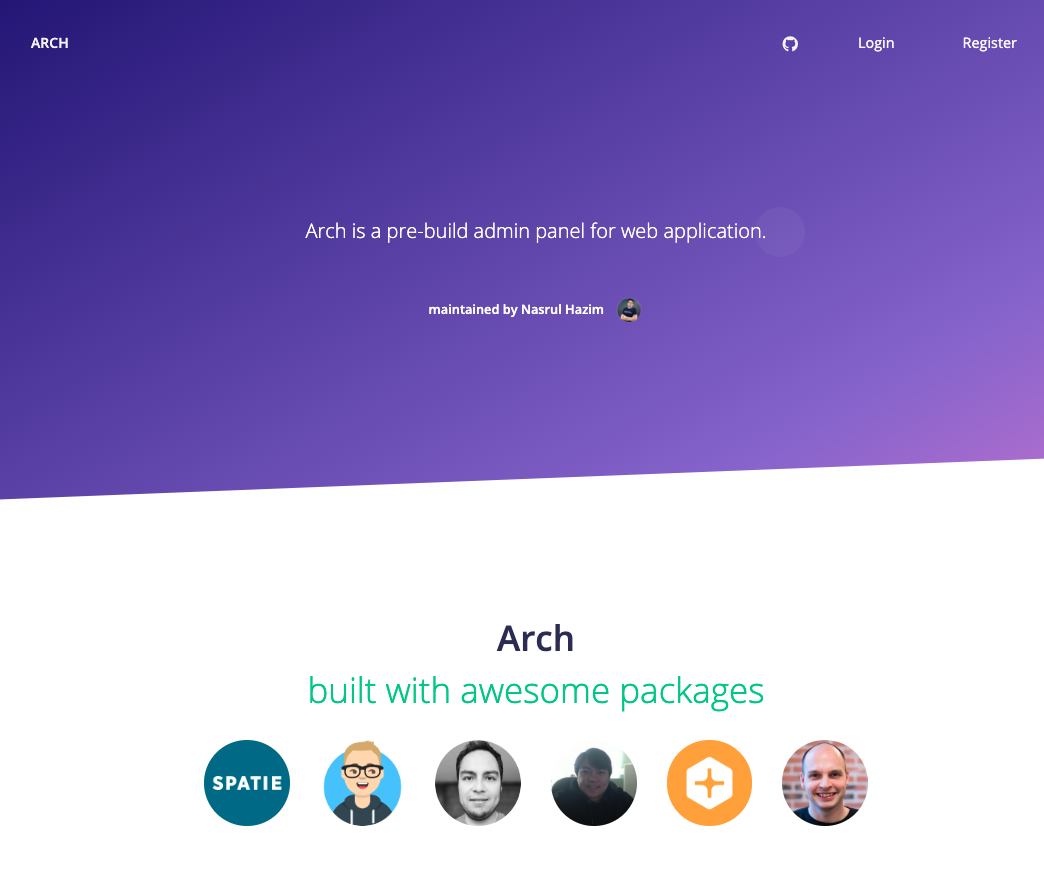 ARCH
Login
Register
Arch is a pre-build admin panel for web application.
maintained by Nasrul Hazim
Arch
built with awesome packages
SPATIE